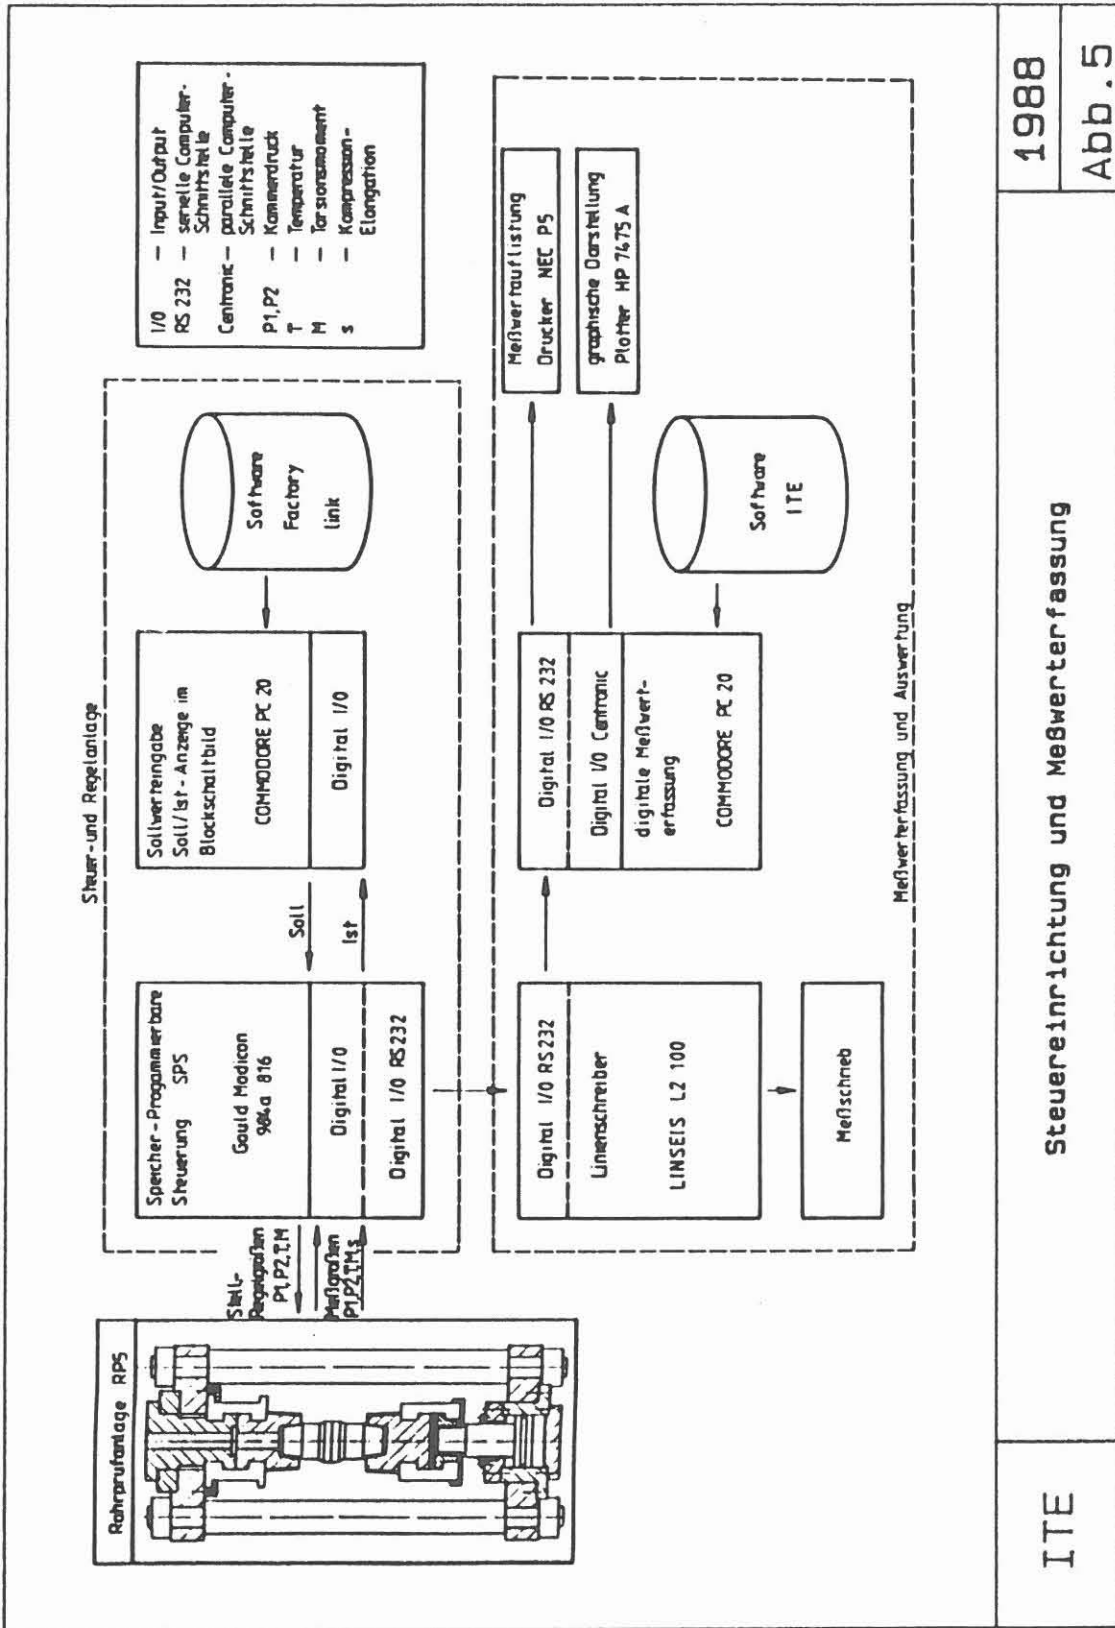 Rohrprüfanlage RPS
Stell-
Regelgrößen
P1,P2,T,M
Meßgrößen
P1,P2,T,M,s
Steuer- und Regelanlage
Speicher-Progammierbare
Steuerung SPS
Gould Modicon
984a 816
Digital I/O
Digital I/O RS232
Soll
Ist
Sollwerteingabe
Soll/Ist-Anzeige im
Blockschaltbild
COMMODORE PC 20
Digital I/O
Software
Factory
link
I/O — Input/Output
RS 232 — serielle Computer-
Schnittstelle
Centronic — parallele Computer-
Schnittstelle
P1,P2 — Kammerdruck
T — Temperatur
M — Torsionsmoment
s — Kompression-
Elongation
Digital I/O RS232
Linienschreiber
LINSEIS L2 100
Meßschrieb
Digital I/O RS 232
Digital I/O Centronic
digitale Meßwert-
erfassung
COMMODORE PC 20
Software
ITE
Meßwertauflistung
Drucker NEC P5
graphische Darstellung
Plotter HP 7475 A
Meßwerterfassung und Auswertung
ITE
Steuereinrichtung und Meßwerterfassung
1988
Abb.5